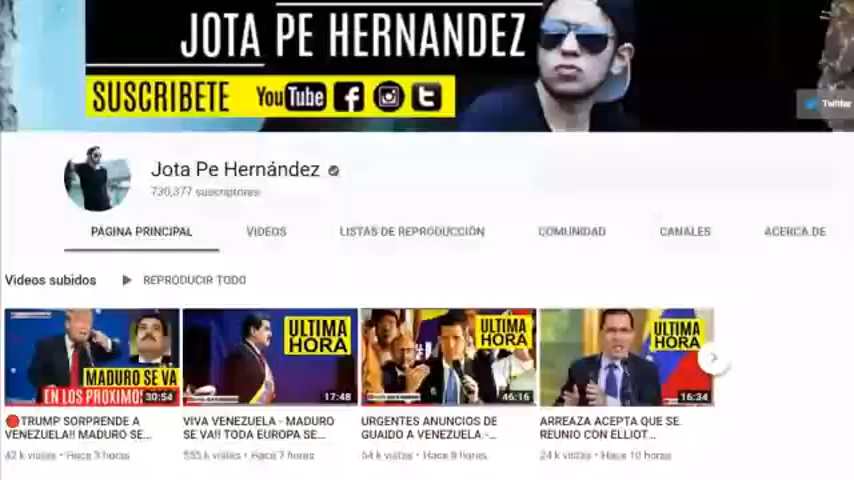 JOTA PE HERNANDEZ
SUSCRIBETE YouTube
Twitter
Jota Pe Hernández
730,377 suscriptores
PÁGINA PRINCIPAL VIDEOS LISTAS DE REPRODUCCIÓN COMUNIDAD CANALES ACERCA DE
Videos subidos REPRODUCIR TODO
MADURO SE VA
EN LOS PROXIMO
30:54
ULTIMA
HORA
17:48
ULTIMA
HORA
46:16
ULTIMA
HORA
16:34
TRUMP SORPRENDE A
VENEZUELA!! MADURO SE...
42 k vistas • Hace 3 horas
VIVA VENEZUELA - MADURO
SE VA!! TODA EUROPA SE...
k vistas • Hace 7 horas
URGENTES ANUNCIOS DE
GUAIDO A VENEZUELA -...
k vistas • Hace horas
ARREAZA ACEPTA QUE SE
REUNIO CON ELLIOT...
24 k vistas • Hace 10 horas